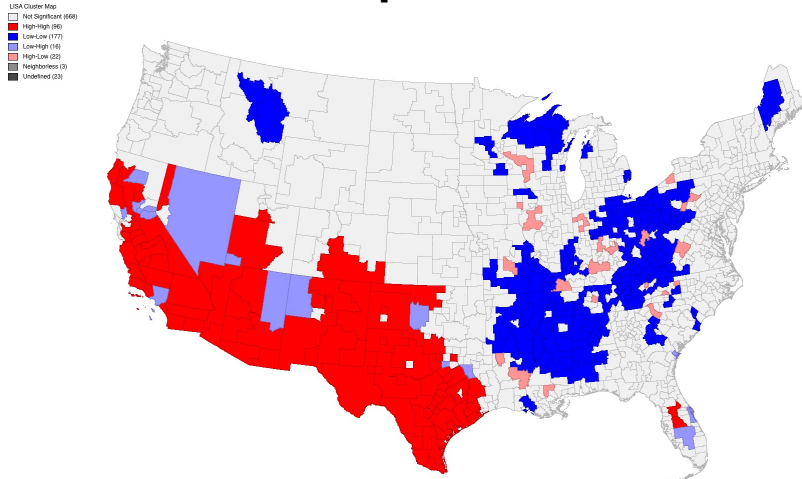 LISA Cluster Map
Not Significant (668)
High-High (96)
Low-Low (177)
Low-High (16)
High-Low (22)
Neighborless (3)
Undefined (23)